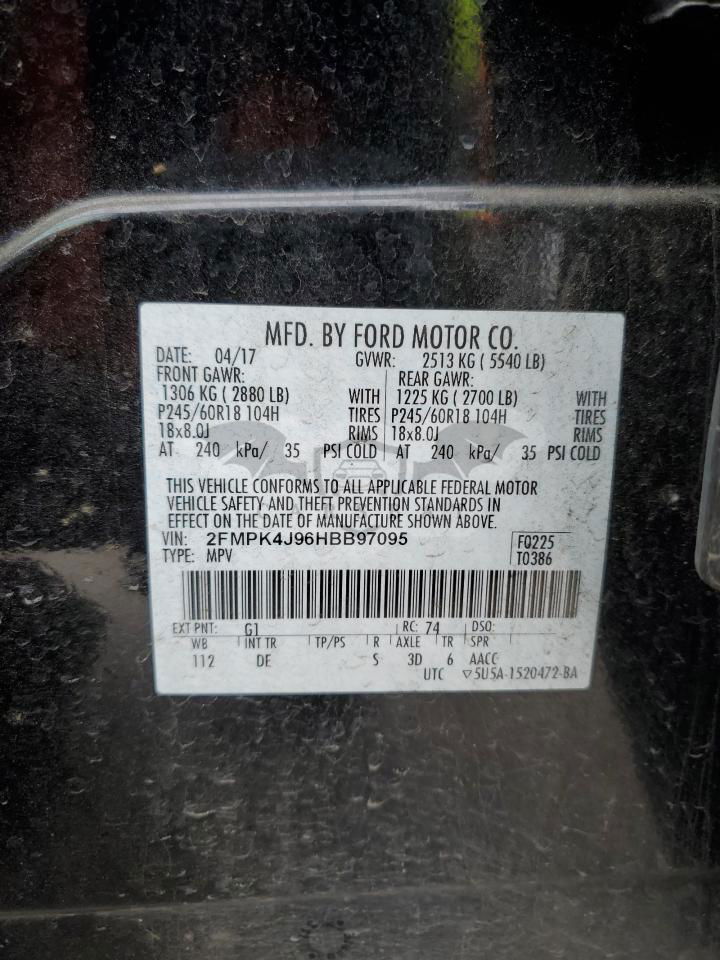 MFD. BY FORD MOTOR CO.
DATE: 04/17 GVWR: 2513 KG ( 5540 LB)
FRONT GAWR: REAR GAWR:
1306 KG ( 2880 LB) WITH 1225 KG ( 2700 LB) WITH
P245/60R18 104H TIRES P245/60R18 104H TIRES
18x8.0J RIMS 18x8.0J RIMS
AT 240 kPa/ 35 PSI COLD AT 240 kPa/ 35 PSI COLD
THIS VEHICLE CONFORMS TO ALL APPLICABLE FEDERAL MOTOR
VEHICLE SAFETY AND THEFT PREVENTION STANDARDS IN
EFFECT ON THE DATE OF MANUFACTURE SHOWN ABOVE.
VIN: 2FMPK4J96HBB97095 FQ225
TYPE: MPV T0386
EXT PNT: G1 RC: 74 DSO:
WB INT TR TP/PS R AXLE TR SPR
112 DE S 3D 6 AACC
UTC ▽5U5A-1520472-BA